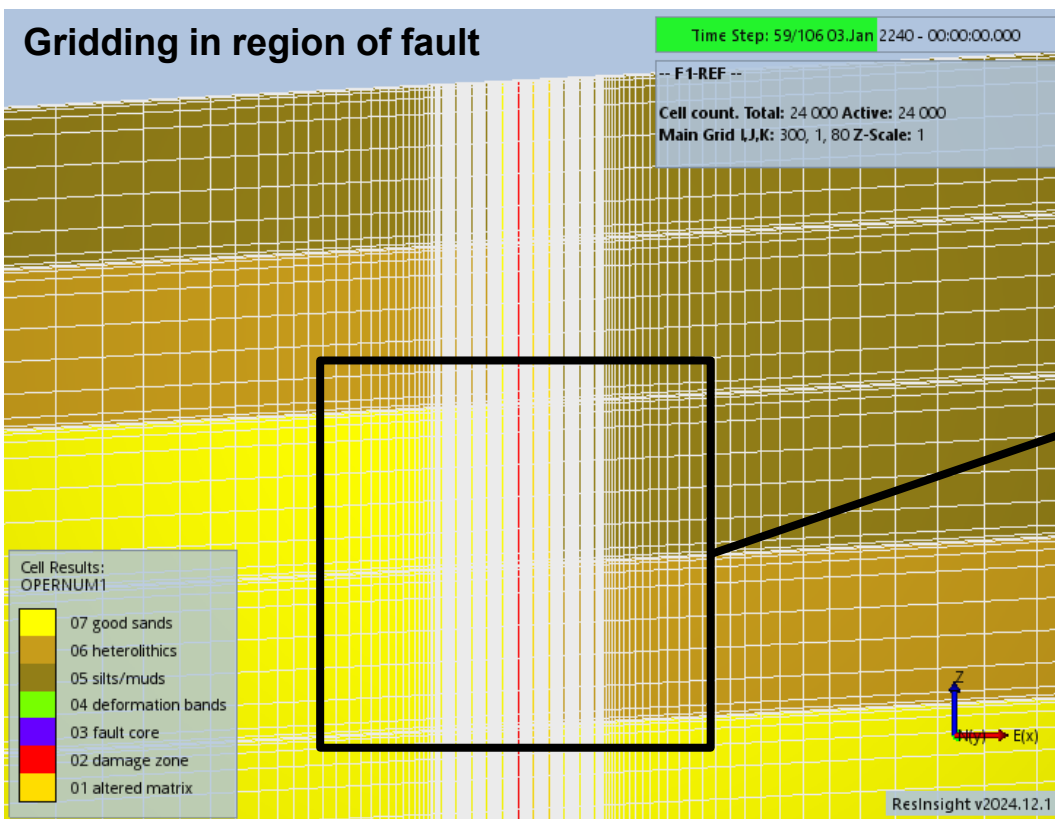 Gridding in region of fault
Time Step: 59/106 03.Jan 2240 - 00:00:00.000
-- F1-REF --
Cell count. Total: 24 000 Active: 24 000
Main Grid I,J,K: 300, 1, 80 Z-Scale: 1
Cell Results:
OPERNUM1
07 good sands
06 heterolithics
05 silts/muds
04 deformation bands
03 fault core
02 damage zone
01 altered matrix
Z
N(y)
E(x)
ResInsight v2024.12.1